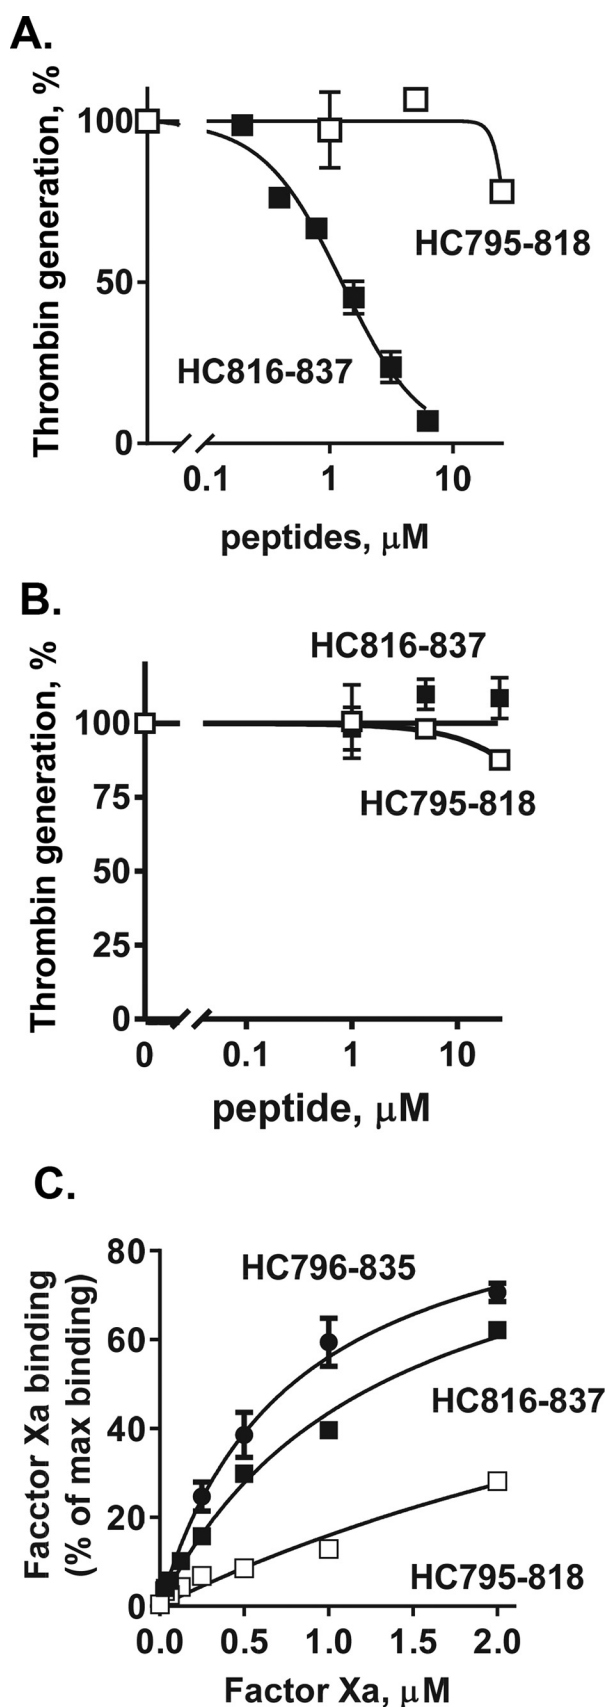 A.
Thrombin generation, %
100
50
0
HC795-818
HC816-837
0.1 1 10
peptides, μM
B.
Thrombin generation, %
HC816-837
100
HC795-818
75
50
25
0
0 0.1 1 10
peptide, μM
C.
Facctor Xa binding
(% of max binding)
80
HC796-835
60
HC816-837
40
20
HC795-818
0
0.0 0.5 1.0 1.5 2.0
Factor Xa, μM